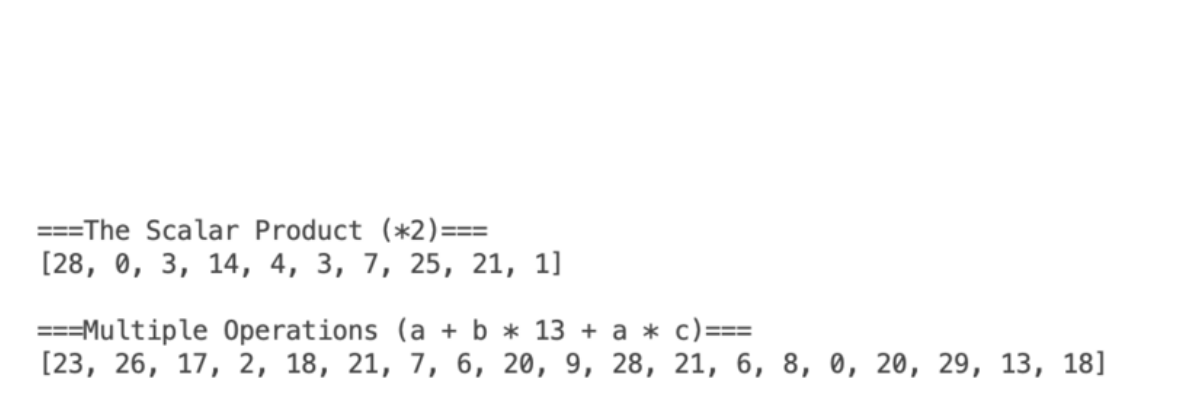 ===The Scalar Product (*2)===
[28, 0, 3, 14, 4, 3, 7, 25, 21, 1]
===Multiple Operations (a + b * 13 + a * c)===
[23, 26, 17, 2, 18, 21, 7, 6, 20, 9, 28, 21, 6, 8, 0, 20, 29, 13, 18]